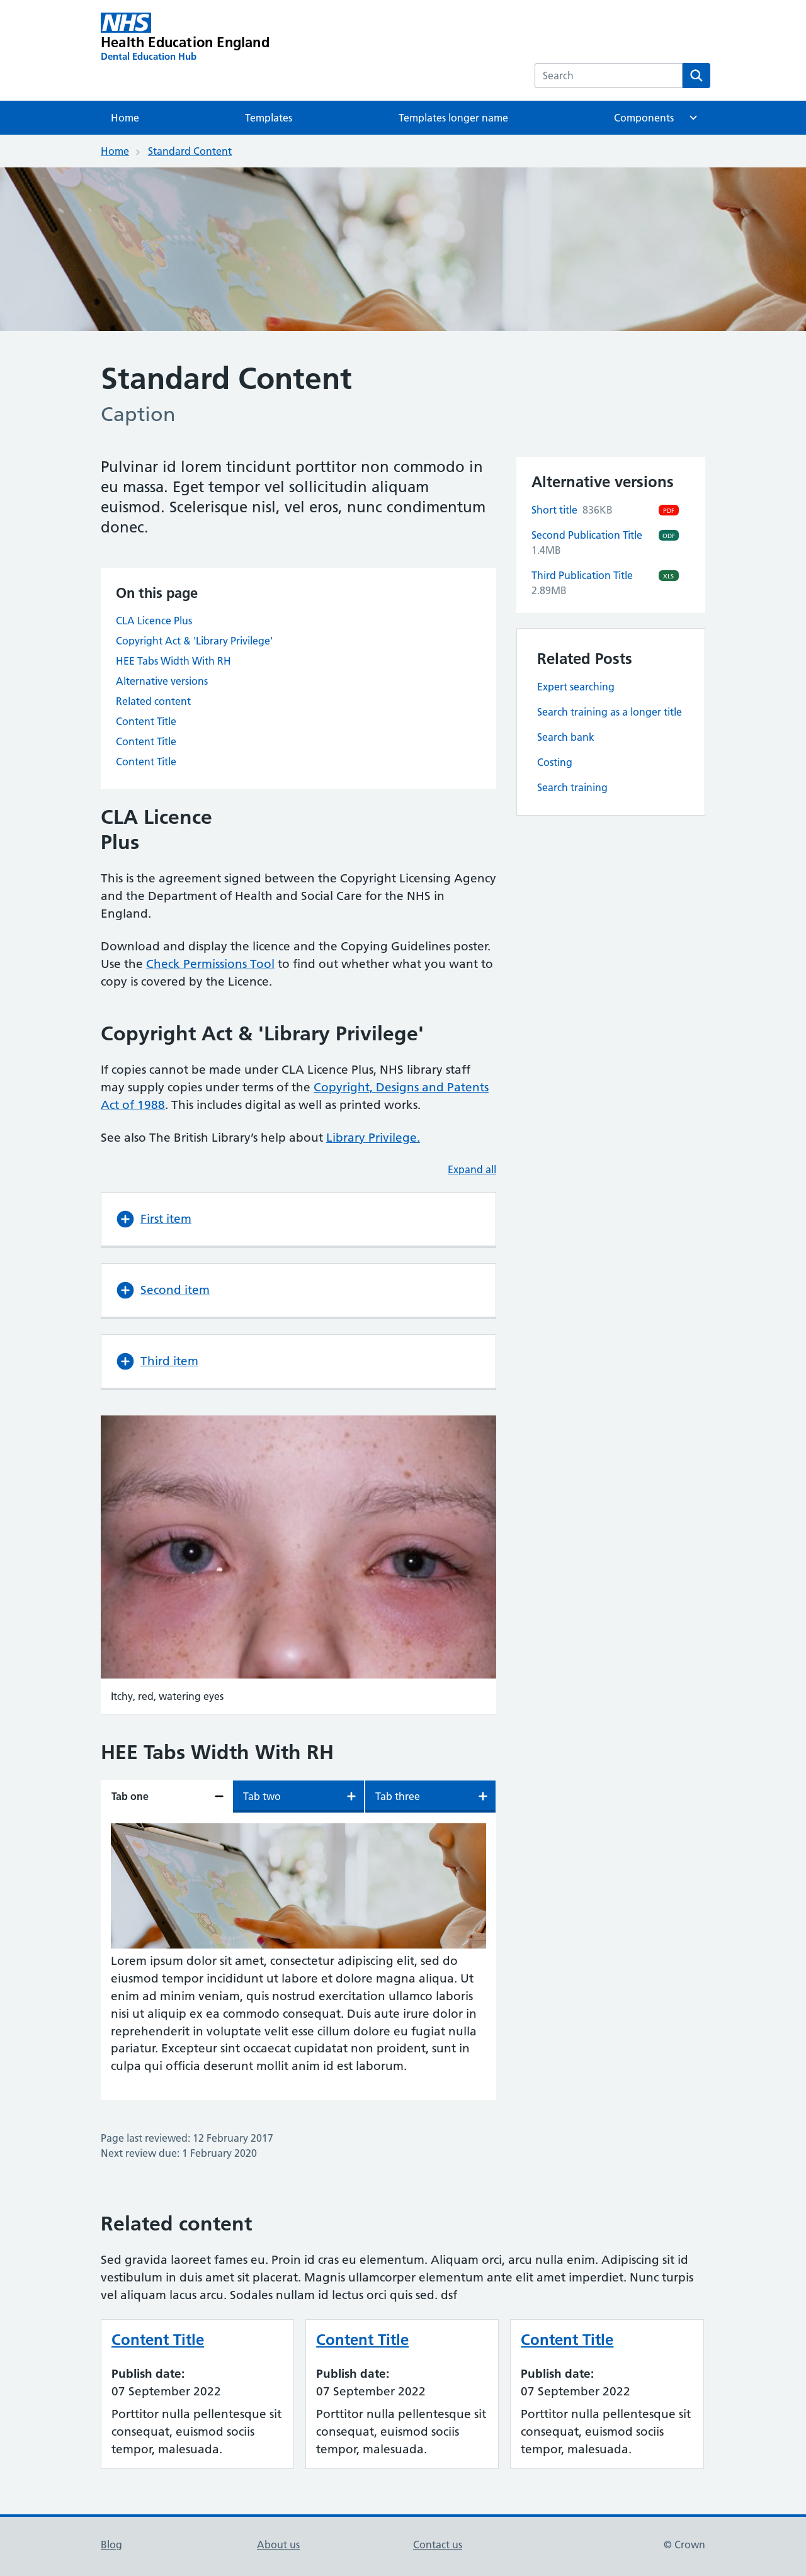 NHS
Health Education England
Dental Education Hub
Search
Home
Templates
Templates longer name
Components
Home
Standard Content
Standard Content
Caption
Pulvinar id lorem tincidunt porttitor non commodo in
eu massa. Eget tempor vel sollicitudin aliquam
euismod. Scelerisque nisl, vel eros, nunc condimentum
donec.
On this page
CLA Licence Plus
Copyright Act & 'Library Privilege'
HEE Tabs Width With RH
Alternative versions
Related content
Content Title
Content Title
Content Title
Alternative versions
Short title 836KB
PDF
Second Publication Title
ODF
1.4MB
Third Publication Title
XLS
2.89MB
Related Posts
Expert searching
Search training as a longer title
Search bank
Costing
Search training
CLA Licence
Plus
This is the agreement signed between the Copyright Licensing Agency
and the Department of Health and Social Care for the NHS in
England.
Download and display the licence and the Copying Guidelines poster.
Use the Check Permissions Tool to find out whether what you want to
copy is covered by the Licence.
Copyright Act & 'Library Privilege'
If copies cannot be made under CLA Licence Plus, NHS library staff
may supply copies under terms of the Copyright, Designs and Patents
Act of 1988. This includes digital as well as printed works.
See also The British Library’s help about Library Privilege.
Expand all
First item
Second item
Third item
Itchy, red, watering eyes
HEE Tabs Width With RH
Tab one
Tab two
Tab three
Lorem ipsum dolor sit amet, consectetur adipiscing elit, sed do
eiusmod tempor incididunt ut labore et dolore magna aliqua. Ut
enim ad minim veniam, quis nostrud exercitation ullamco laboris
nisi ut aliquip ex ea commodo consequat. Duis aute irure dolor in
reprehenderit in voluptate velit esse cillum dolore eu fugiat nulla
pariatur. Excepteur sint occaecat cupidatat non proident, sunt in
culpa qui officia deserunt mollit anim id est laborum.
Page last reviewed: 12 February 2017
Next review due: 1 February 2020
Related content
Sed gravida laoreet fames eu. Proin id cras eu elementum. Aliquam orci, arcu nulla enim. Adipiscing sit id
vestibulum in duis amet sit placerat. Magnis ullamcorper elementum ante elit amet imperdiet. Nunc turpis
vel aliquam lacus arcu. Sodales nullam id lectus orci quis sed. dsf
Content Title
Publish date:
07 September 2022
Porttitor nulla pellentesque sit
consequat, euismod sociis
tempor, malesuada.
Content Title
Publish date:
07 September 2022
Porttitor nulla pellentesque sit
consequat, euismod sociis
tempor, malesuada.
Content Title
Publish date:
07 September 2022
Porttitor nulla pellentesque sit
consequat, euismod sociis
tempor, malesuada.
Blog
About us
Contact us
© Crown